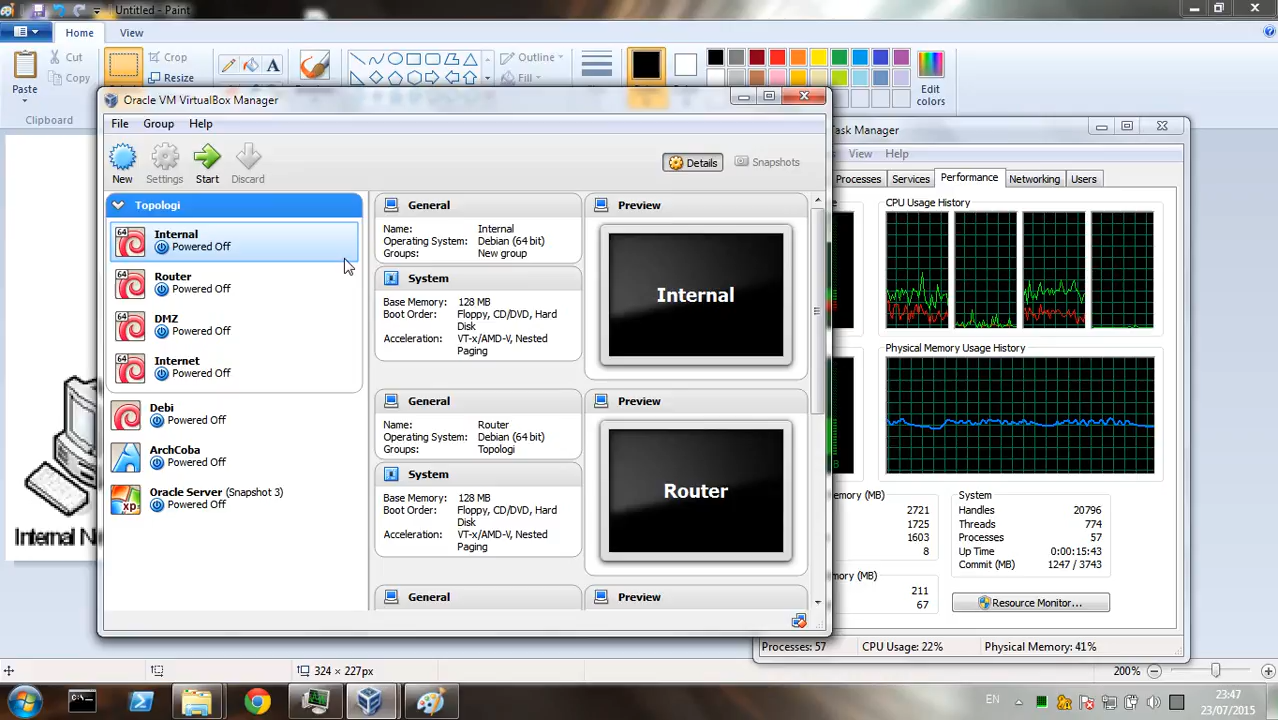 Untitled - Paint
Home
View
Paste
Cut
Copy
Clipboard
Crop
Resize
Outline
Fill
Edit
colors
Oracle VM VirtualBox Manager
File
Group
Help
New
Settings
Start
Discard
Details
Snapshots
Topologi
64
Internal
Powered Off
64
Router
Powered Off
64
DMZ
Powered Off
64
Internet
Powered Off
Debi
Powered Off
ArchCoba
Powered Off
xp
Oracle Server (Snapshot 3)
Powered Off
General
Name: Internal
Operating System: Debian (64 bit)
Groups: New group
System
Base Memory: 128 MB
Boot Order: Floppy, CD/DVD, Hard
Disk
Acceleration: VT-x/AMD-V, Nested
Paging
Preview
Internal
General
Name: Router
Operating System: Debian (64 bit)
Groups: Topologi
System
Base Memory: 128 MB
Boot Order: Floppy, CD/DVD, Hard
Disk
Acceleration: VT-x/AMD-V, Nested
Paging
Preview
Router
General
Preview
Task Manager
View
Help
Processes
Services
Performance
Networking
Users
CPU Usage History
Physical Memory Usage History
(MB)
2721
1725
1603
8
(MB)
211
67
System
Handles 20796
Threads 774
Processes 57
Up Time 0:00:15:43
Commit (MB) 1247 / 3743
Resource Monitor...
Processes: 57
CPU Usage: 22%
Physical Memory: 41%
Internal N
324 × 227px
200%
EN
23:47
23/07/2015